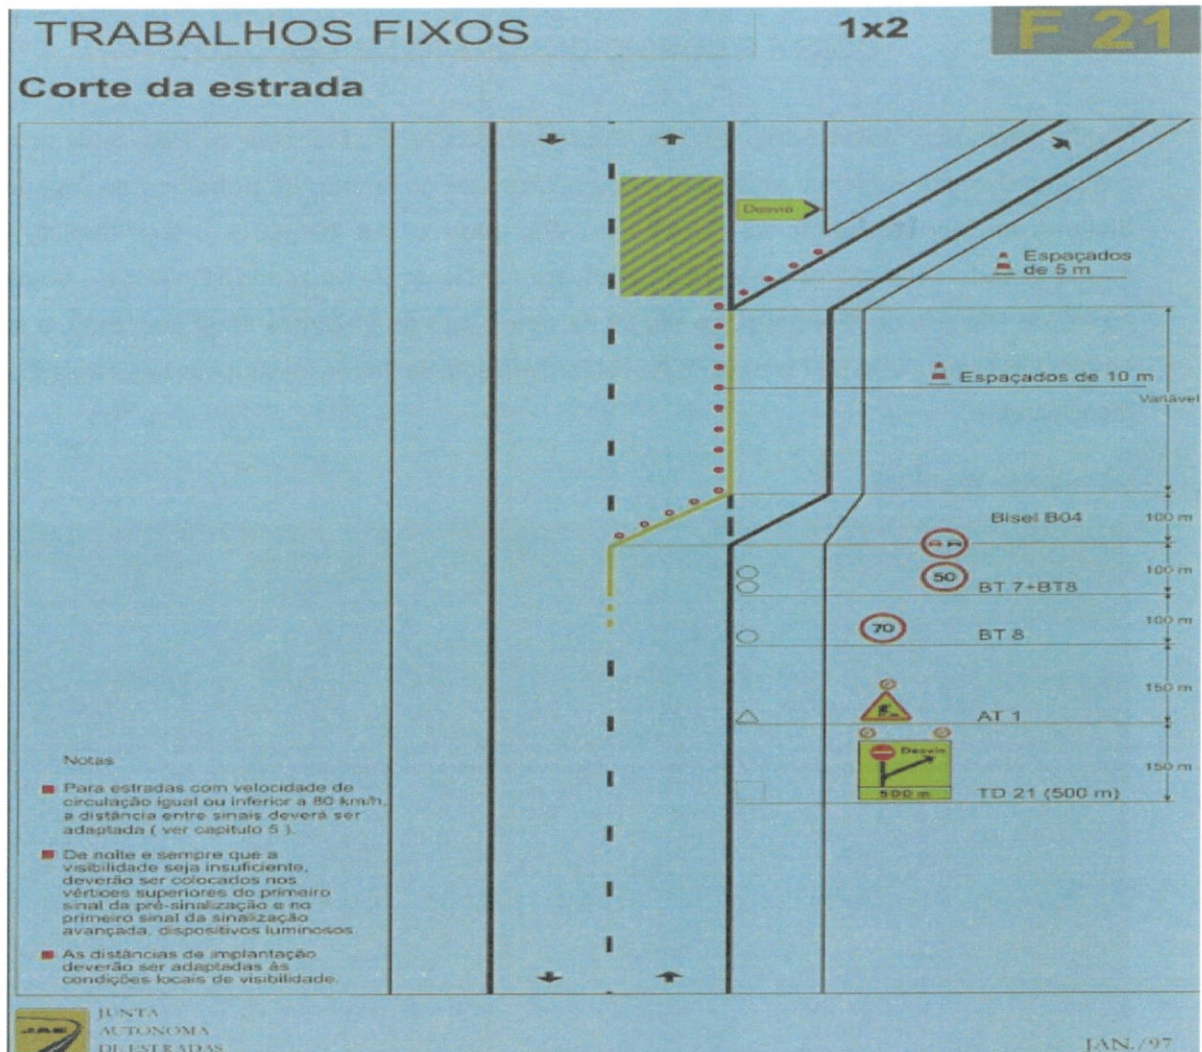 TRABALHOS FIXOS
1x2
F 21
Corte da estrada
Desvio
Espaçados
de 5 m
Espaçados de 10 m
Variável
Bisel B04
100 m
50
BT 7+BT8
100 m
70
BT 8
100 m
150 m
AT 1
Desvio
500 m
TD 21 (500 m)
150 m
Notas
Para estradas com velocidade de
circulação igual ou inferior a 80 km/h,
a distância entre sinais deverá ser
adaptada ( ver capitulo 5 ).
De noite e sempre que a
visibilidade seja insuficiente,
deverão ser colocados nos
vértices superiores do primeiro
sinal da pré-sinalização e no
primeiro sinal da sinalização
avançada, dispositivos luminosos.
As distâncias de implantação
deverão ser adaptadas às
condições locais de visibilidade.
JAE
JUNTA
AUTONOMA
DE ESTRADAS
JAN./97